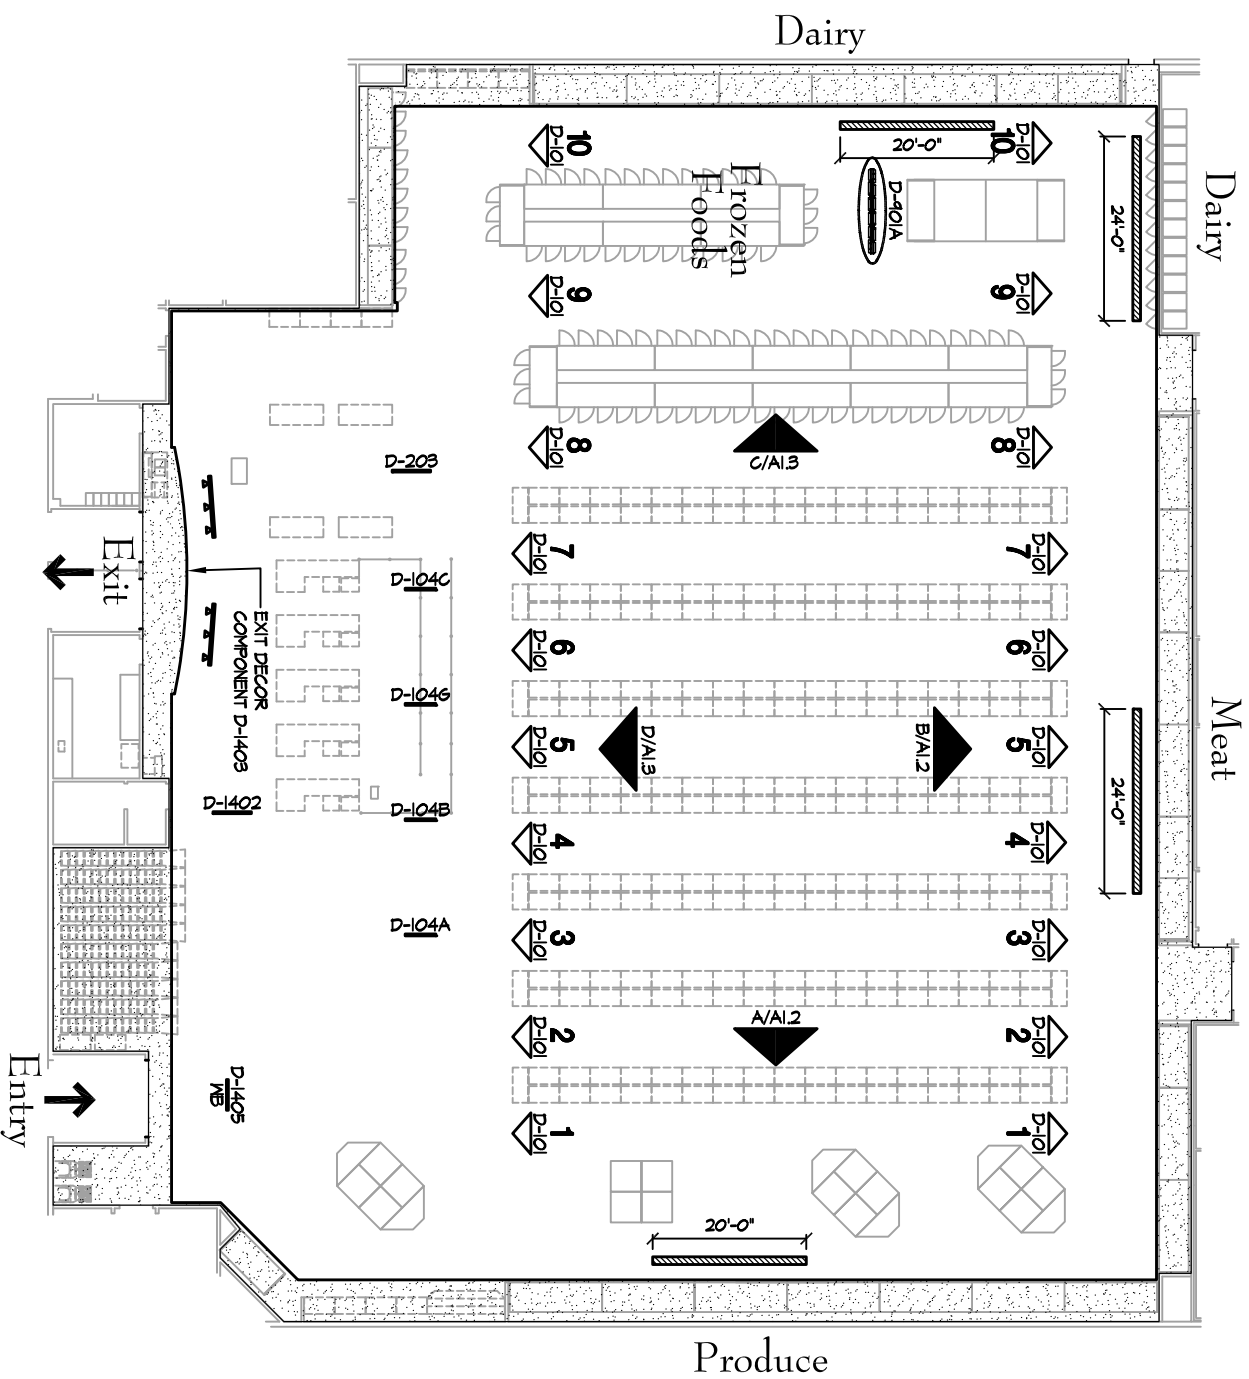 Dairy
10
D-101
20'-0"
10
D-101
Dairy
24'-0"
D-901A
Frozen
Foods
9
D-101
9
D-101
8
D-101
8
D-101
C/A1.3
D-203
7
D-101
7
D-101
Exit
D-104C
EXIT DECOR
COMPONENT D-1403
6
D-101
6
D-101
D-104G
D/A1.3
B/A1.2
5
D-101
5
D-101
Meat
24'-0"
D-1402
D-104B
4
D-101
4
D-101
D-104A
3
D-101
3
D-101
A/A1.2
2
D-101
2
D-101
Entry
D-1405
WB
1
D-101
1
D-101
20'-0"
Produce